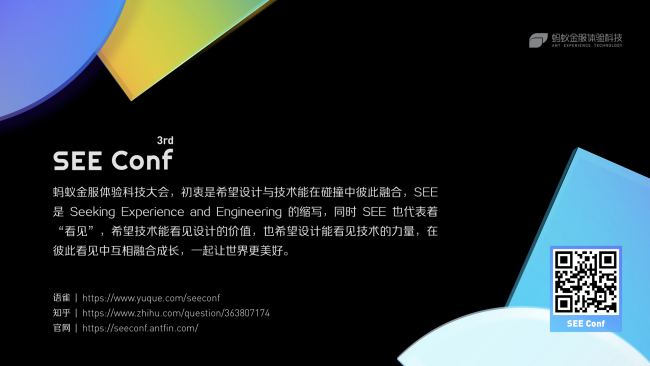 蚂蚁金服体验科技
ANT EXPERIENCE TECHNOLOGY
3rd
SEE Conf
蚂蚁金服体验科技大会，初衷是希望设计与技术能在碰撞中彼此融合，SEE
是 Seeking Experience and Engineering 的缩写，同时 SEE 也代表着
“看见”，希望技术能看见设计的价值，也希望设计能看见技术的力量，在
彼此看见中互相融合成长，一起让世界更美好。
语雀 | https://www.yuque.com/seeconf
知乎 | https://www.zhihu.com/question/363807174
官网 | https://seeconf.antfin.com/
SEE Conf